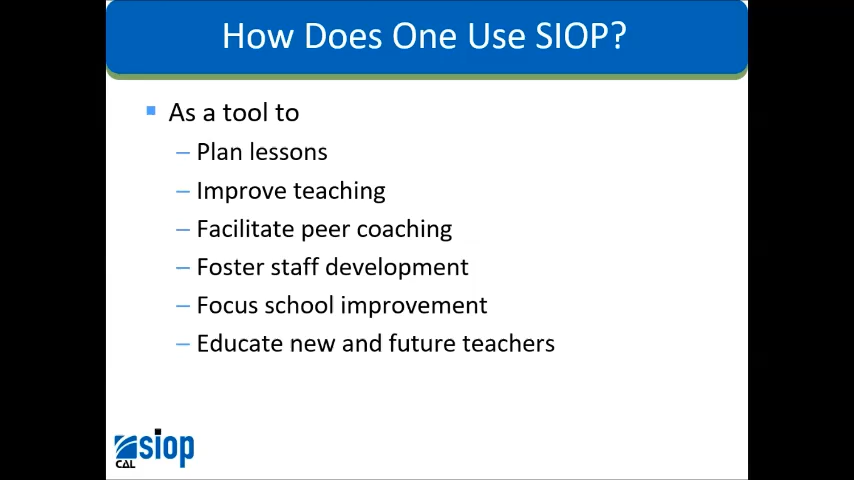 How Does One Use SIOP?
As a tool to
– Plan lessons
– Improve teaching
– Facilitate peer coaching
– Foster staff development
– Focus school improvement
– Educate new and future teachers
siop
CAL